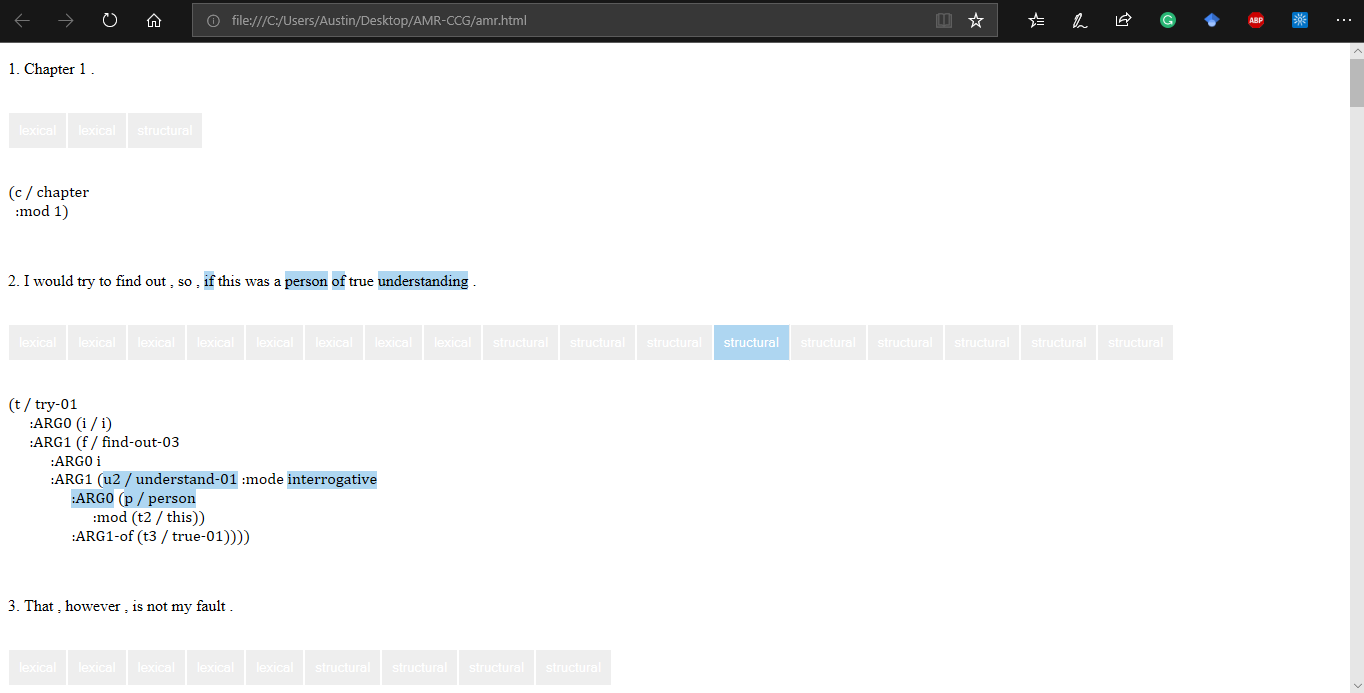 file:///C:/Users/Austin/Desktop/AMR-CCG/amr.html
G
ABP
1. Chapter 1 .
lexical lexical structural
(c / chapter
:mod 1)
2. I would try to find out , so , if this was a person of true understanding .
lexical lexical lexical lexical lexical lexical lexical lexical structural structural structural structural structural structural structural structural structural
(t / try-01
:ARG0 (i / i)
:ARG1 (f / find-out-03
:ARG0 i
:ARG1 (u2 / understand-01 :mode interrogative
:ARG0 (p / person
:mod (t2 / this))
:ARG1-of (t3 / true-01))))
3. That , however , is not my fault .
lexical lexical lexical lexical lexical structural structural structural structural